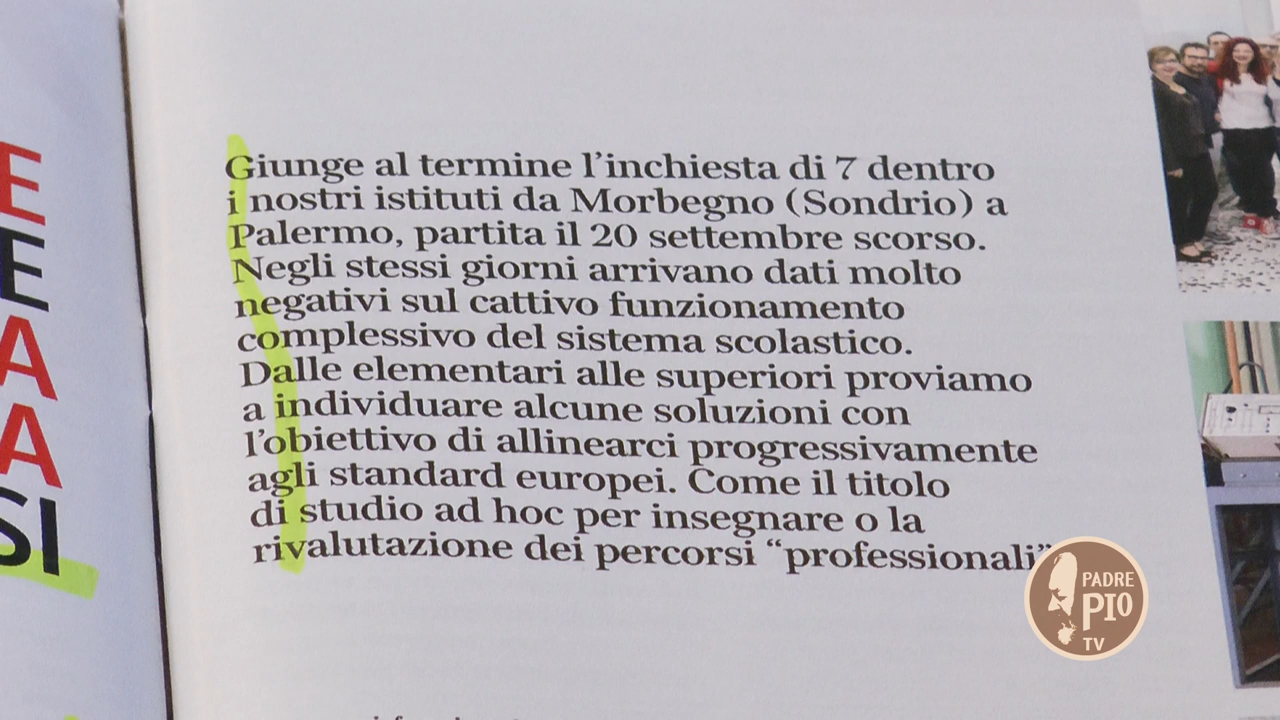 E
E
A
A
SI
Giunge al termine l'inchiesta di 7 dentro
i nostri istituti da Morbegno (Sondrio) a
Palermo, partita il 20 settembre scorso.
Negli stessi giorni arrivano dati molto
negativi sul cattivo funzionamento
complessivo del sistema scolastico.
Dalle elementari alle superiori proviamo
a individuare alcune soluzioni con
l'obiettivo di allinearci progressivamente
agli standard europei. Come il titolo
di studio ad hoc per insegnare o la
rivalutazione dei percorsi “professionali”
PADRE
PIO
TV